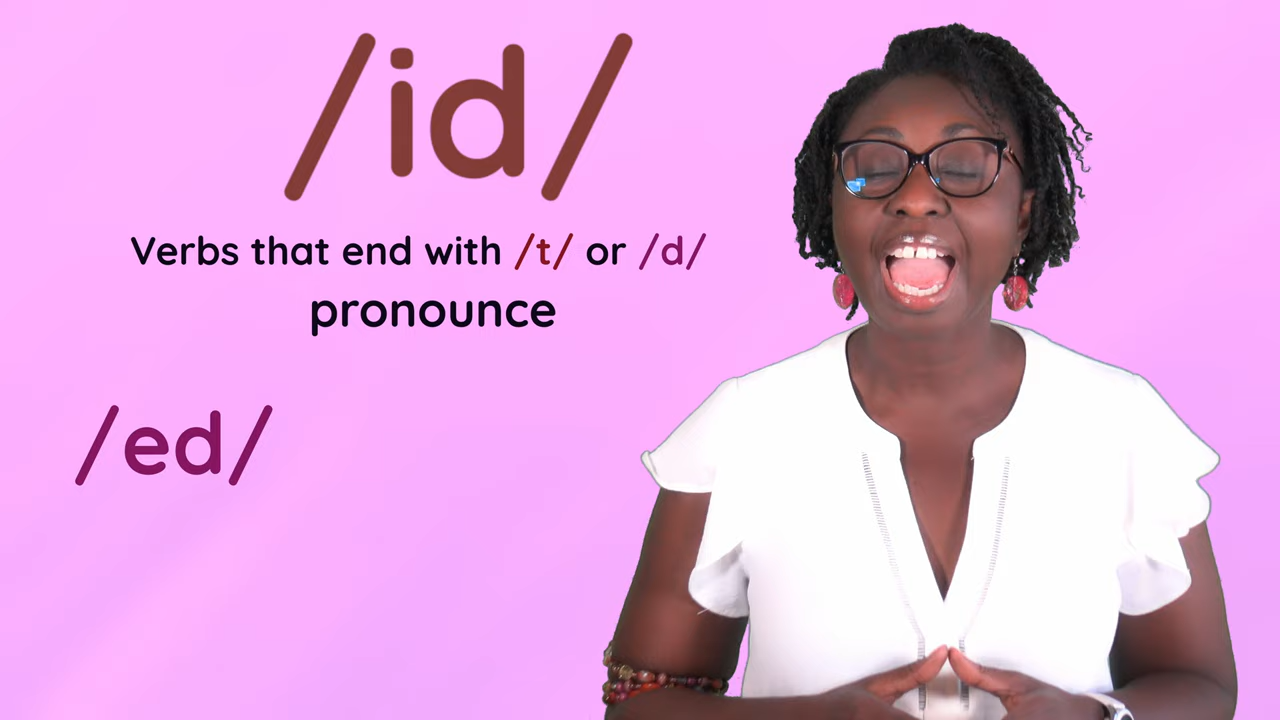 /id/
Verbs that end with /t/ or /d/
pronounce
/ed/